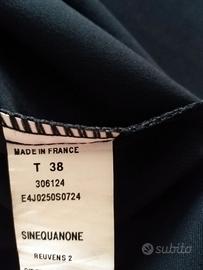 MADE IN FRANCE
T 38
306124
E4J0250S0724
SINEQUANONE
REUVENS 2
subito